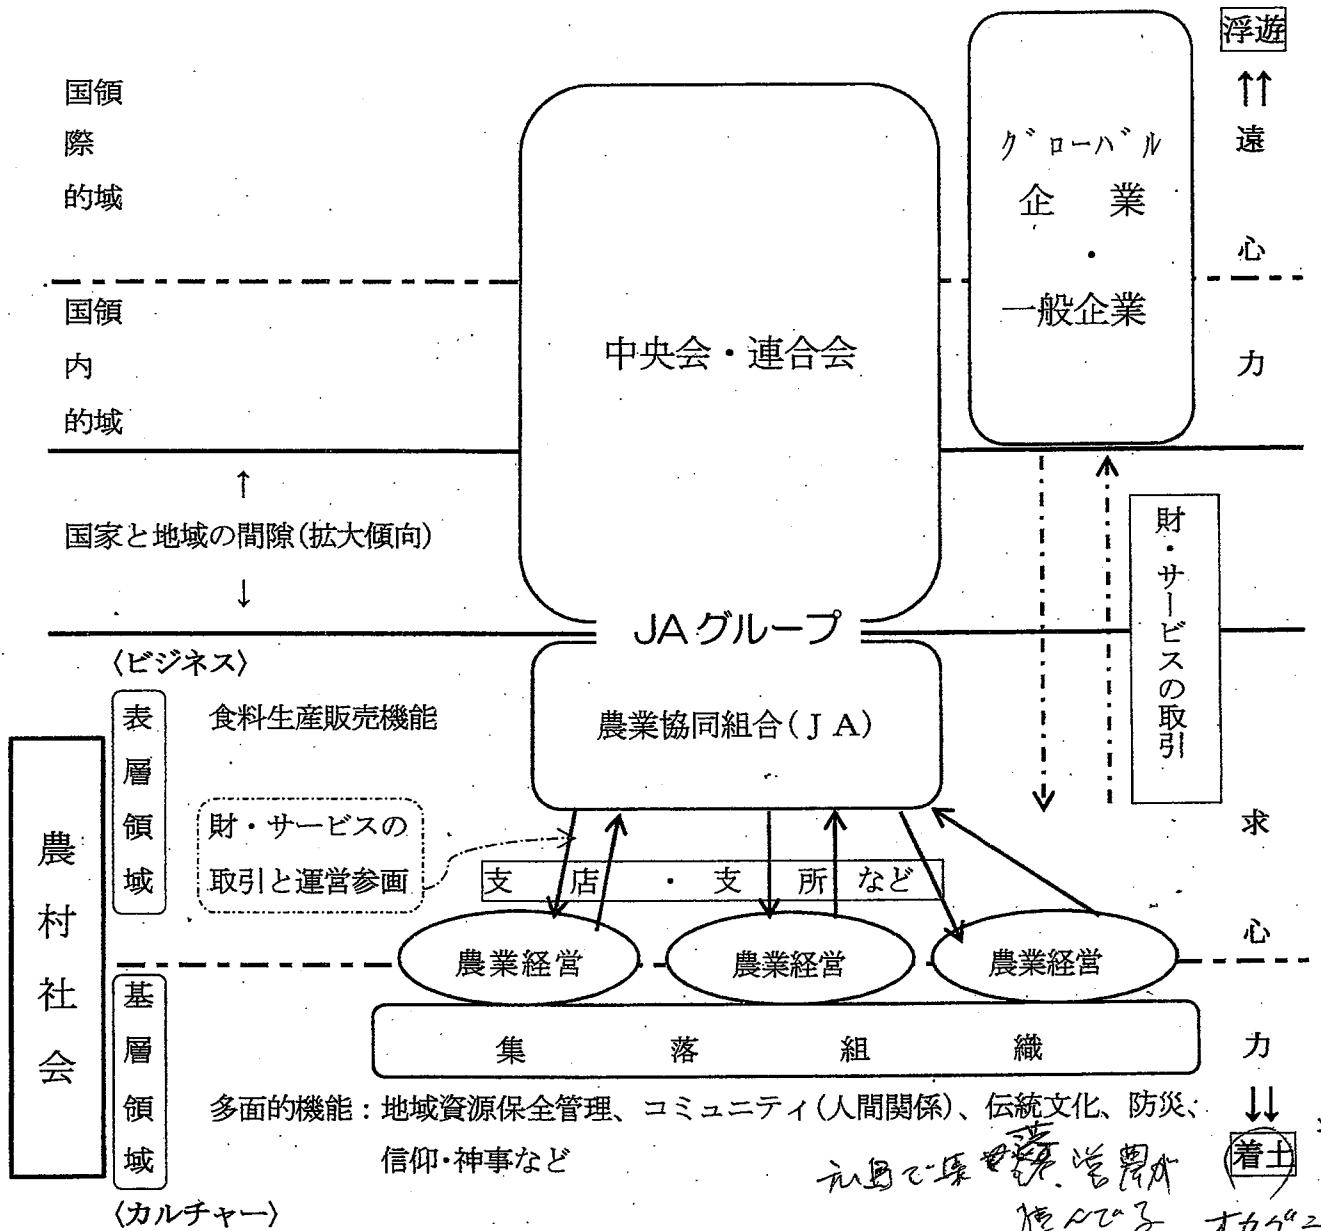 浮遊
↑↑
遠心力
国際的領域
グローバル
企業
・
一般企業
国内的領域
中央会・連合会
↑
国家と地域の間隙(拡大傾向)
↓
財・サービスの取引
JAグループ
〈ビジネス〉
表層領域
食料生産販売機能
農業協同組合(JA)
農村社会
財・サービスの
取引と運営参画
支店・支所など
求心力
農業経営
農業経営
農業経営
基層領域
集落組織
多面的機能:地域資源保全管理、コミュニティ(人間関係)、伝統文化、防災、
信仰・神事など
↓↓
着土
〈カルチャー〉